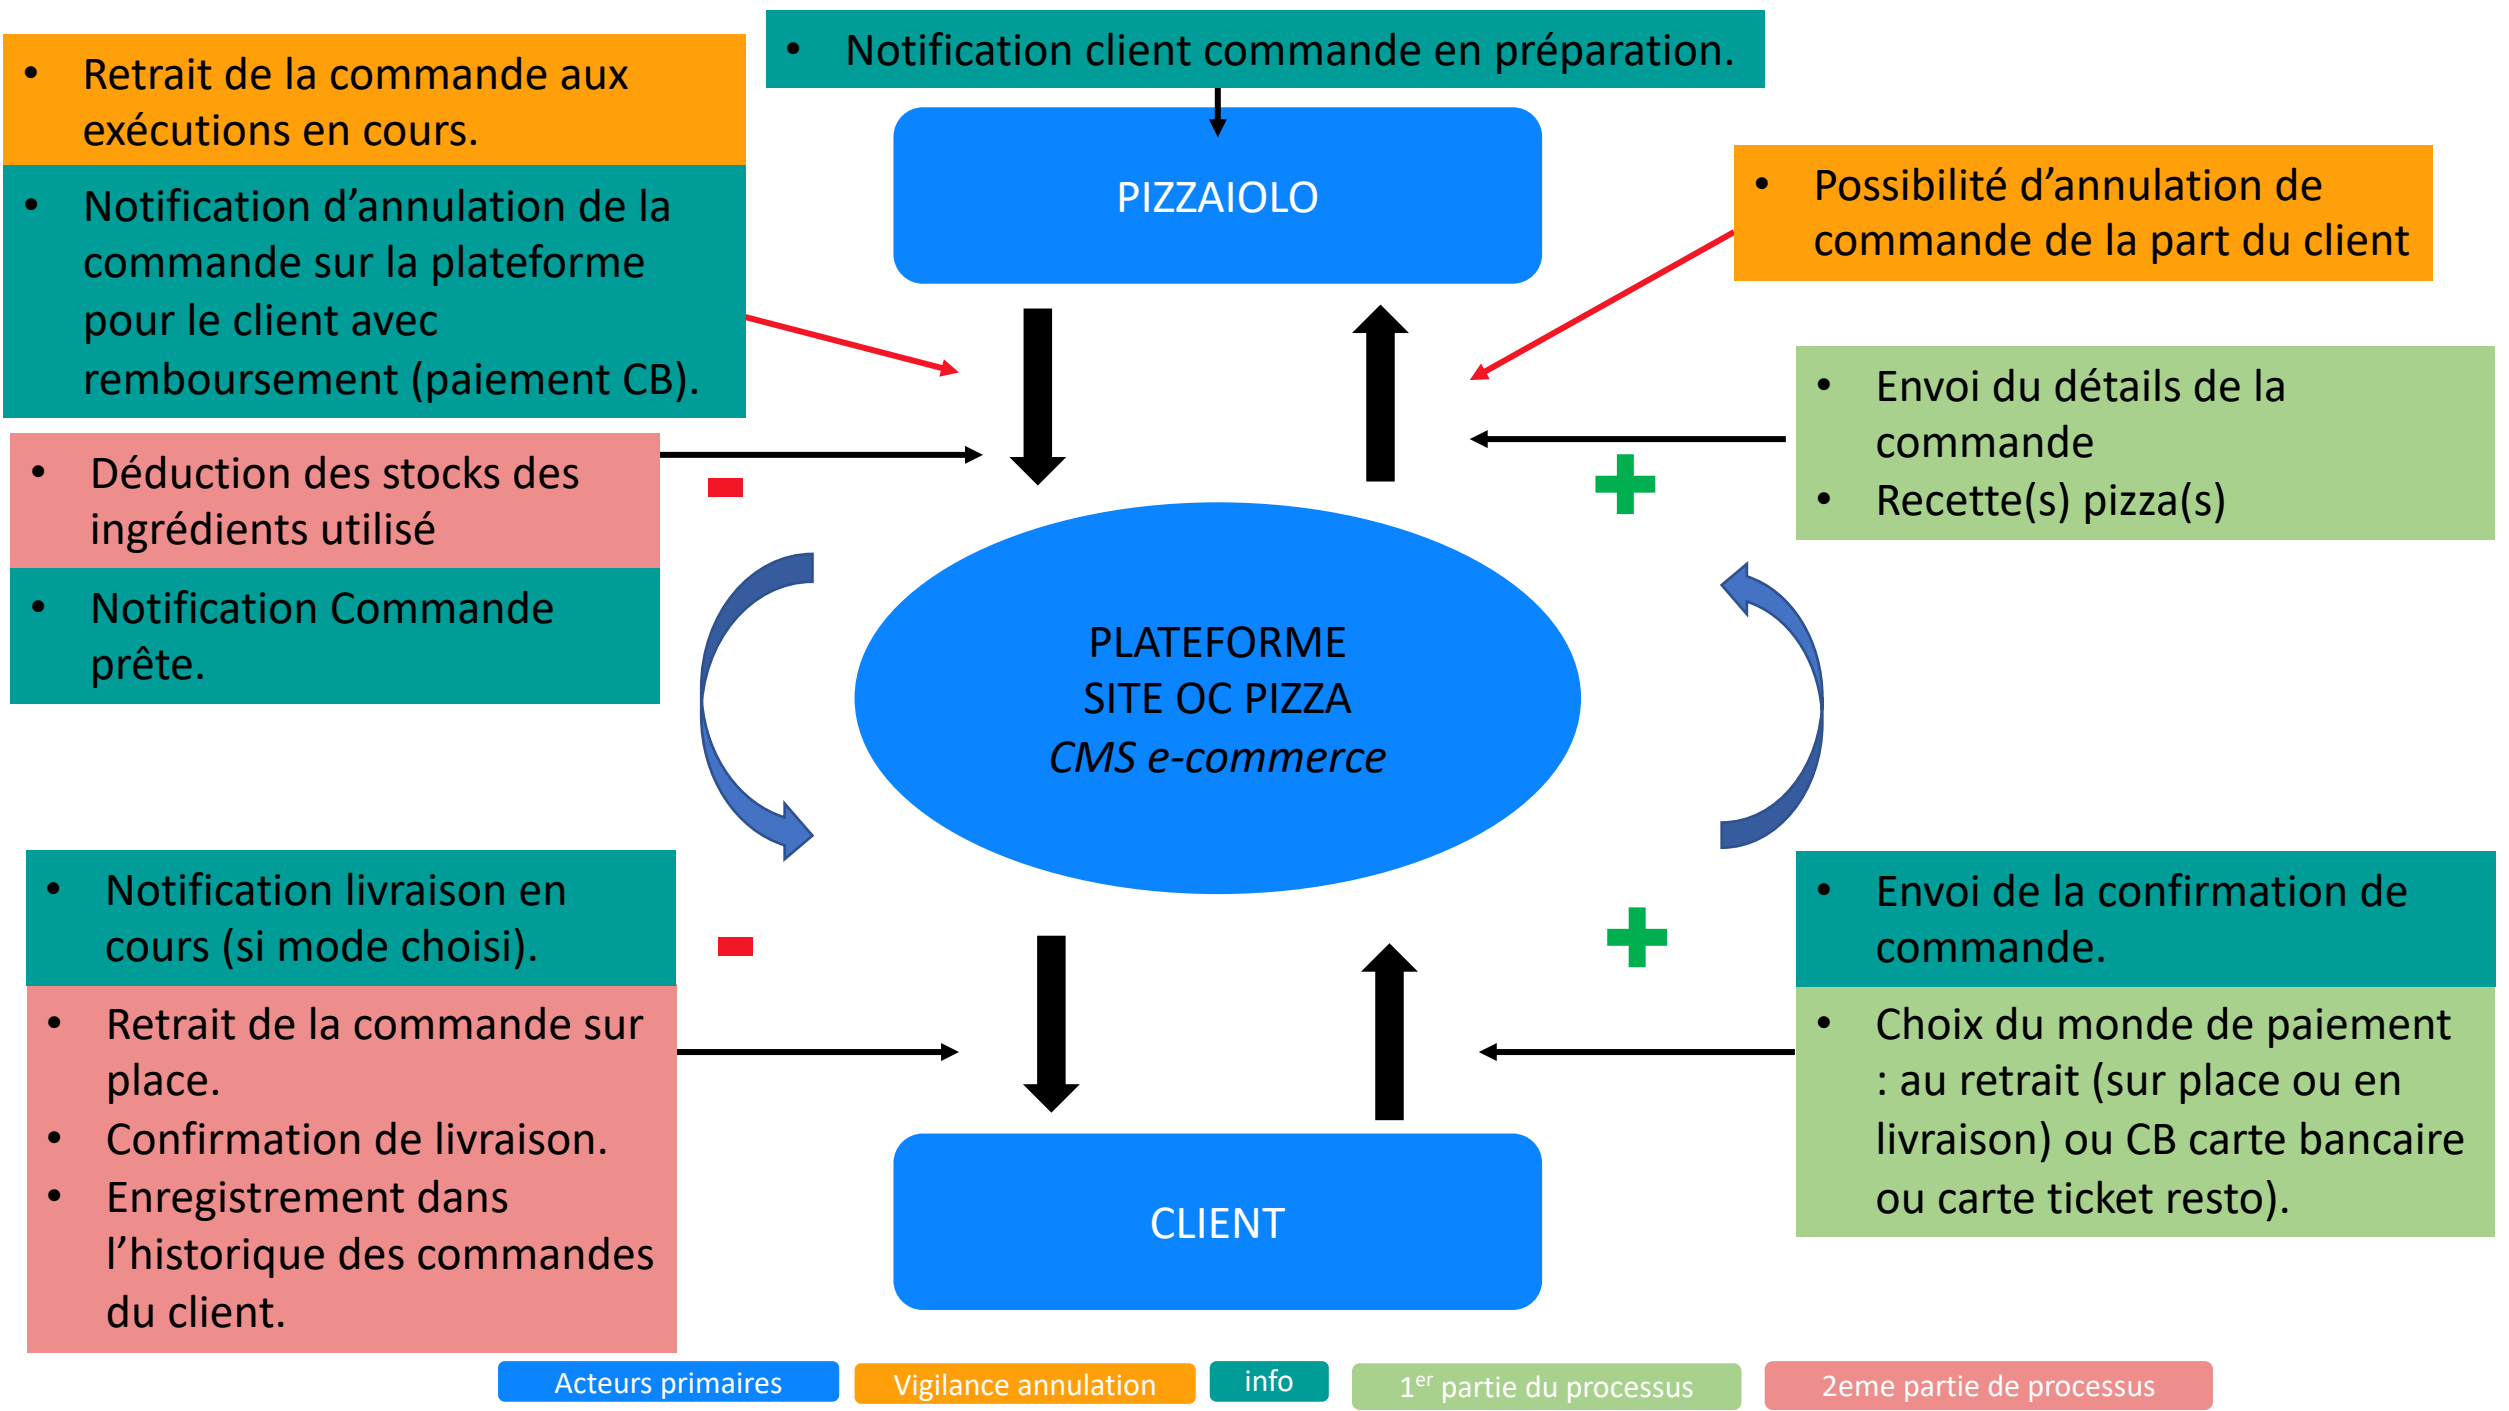 • Notification client commande en préparation.
• Retrait de la commande aux
exécutions en cours.
• Notification d’annulation de la
commande sur la plateforme
pour le client avec
remboursement (paiement CB).
PIZZAIOLO
• Possibilité d’annulation de
commande de la part du client
• Envoi du détails de la
commande
• Recette(s) pizza(s)
• Déduction des stocks des
ingrédients utilisé
• Notification Commande
prête.
PLATEFORME
SITE OC PIZZA
CMS e-commerce
• Notification livraison en
cours (si mode choisi).
• Retrait de la commande sur
place.
• Confirmation de livraison.
• Enregistrement dans
l’historique des commandes
du client.
• Envoi de la confirmation de
commande.
• Choix du monde de paiement
: au retrait (sur place ou en
livraison) ou CB carte bancaire
ou carte ticket resto).
CLIENT
Acteurs primaires
Vigilance annulation
info
1er partie du processus
2eme partie de processus